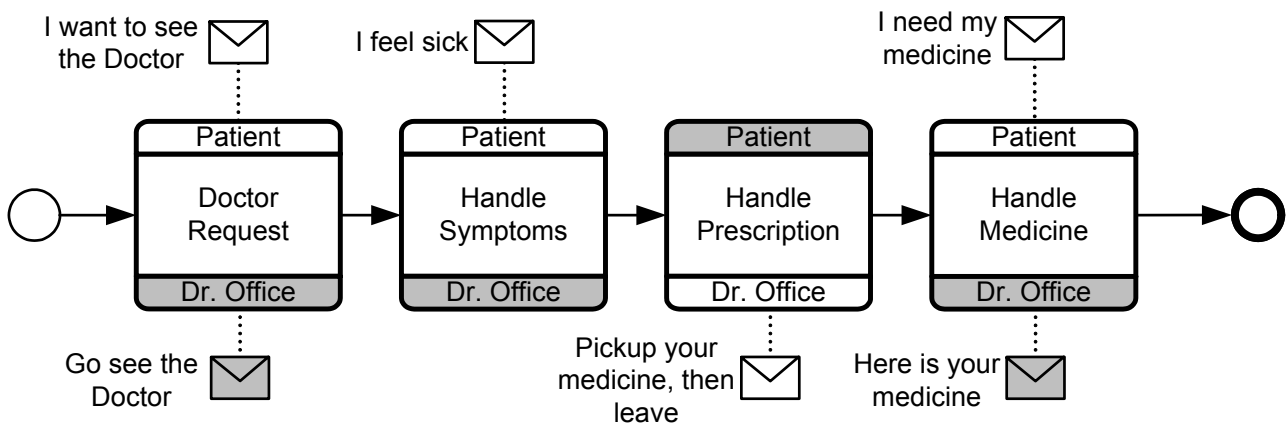 I want to see
the Doctor
I feel sick
I need my
medicine
Patient
Patient
Patient
Patient
Doctor
Request
Handle
Symptoms
Handle
Prescription
Handle
Medicine
Dr. Office
Dr. Office
Dr. Office
Dr. Office
Go see the
Doctor
Pickup your
medicine, then
leave
Here is your
medicine